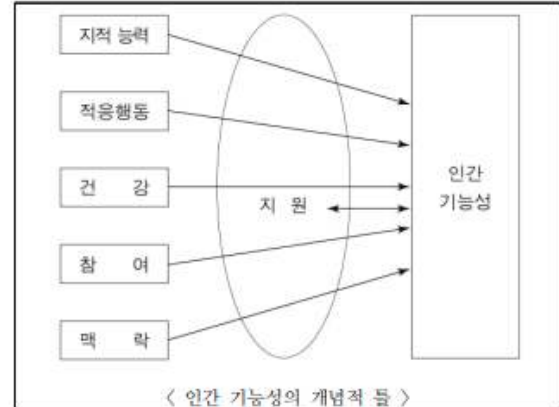 지적 능력
적응행동
건 강
참 여
맥 락
지 원
인간
기능성
< 인간 기능성의 개념적 틀 >